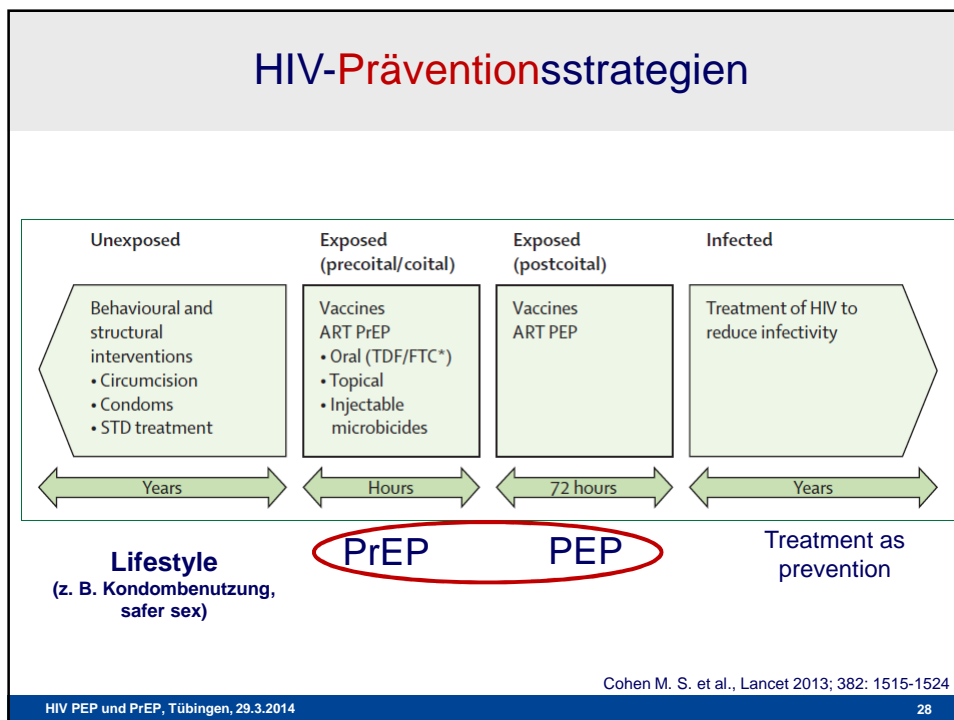 HIV-Präventionsstrategien
Unexposed
Behavioural and
structural
interventions
• Circumcision
• Condoms
• STD treatment
Years
Exposed
(precoital/coital)
Vaccines
ART PrEP
• Oral (TDF/FTC*)
• Topical
• Injectable
microbicides
Hours
Exposed
(postcoital)
Vaccines
ART PEP
72 hours
Infected
Treatment of HIV to
reduce infectivity
Years
Lifestyle
(z. B. Kondombenutzung,
safer sex)
PrEP
PEP
Treatment as
prevention
Cohen M. S. et al., Lancet 2013; 382: 1515-1524
HIV PEP und PrEP, Tübingen, 29.3.2014
28